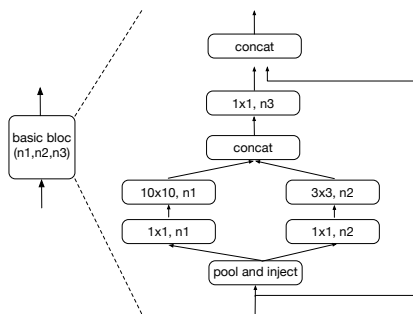 concat
1x1, n3
basic bloc
(n1,n2,n3)
concat
10x10, n1
3x3, n2
1x1, n1
1x1, n2
pool and inject